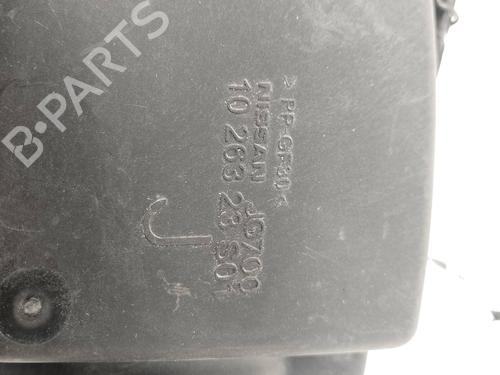 B-PARTS
>PP-GF30<
NISSAN JG700
10 263 23 S01
J